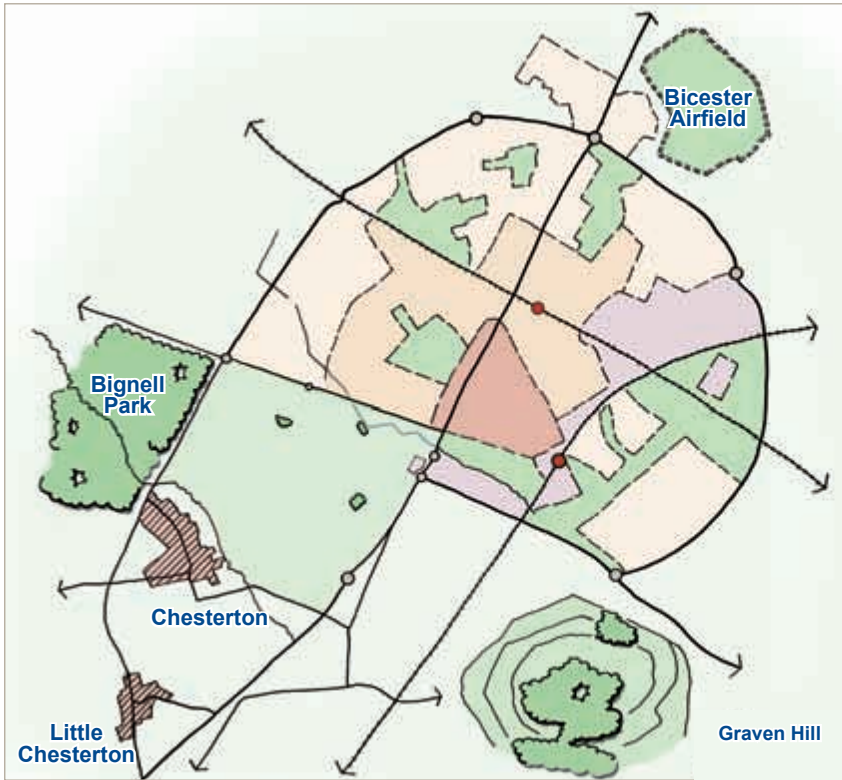 Bicester
Airfield
Bignell
Park
Chesterton
Little
Chesterton
Graven Hill